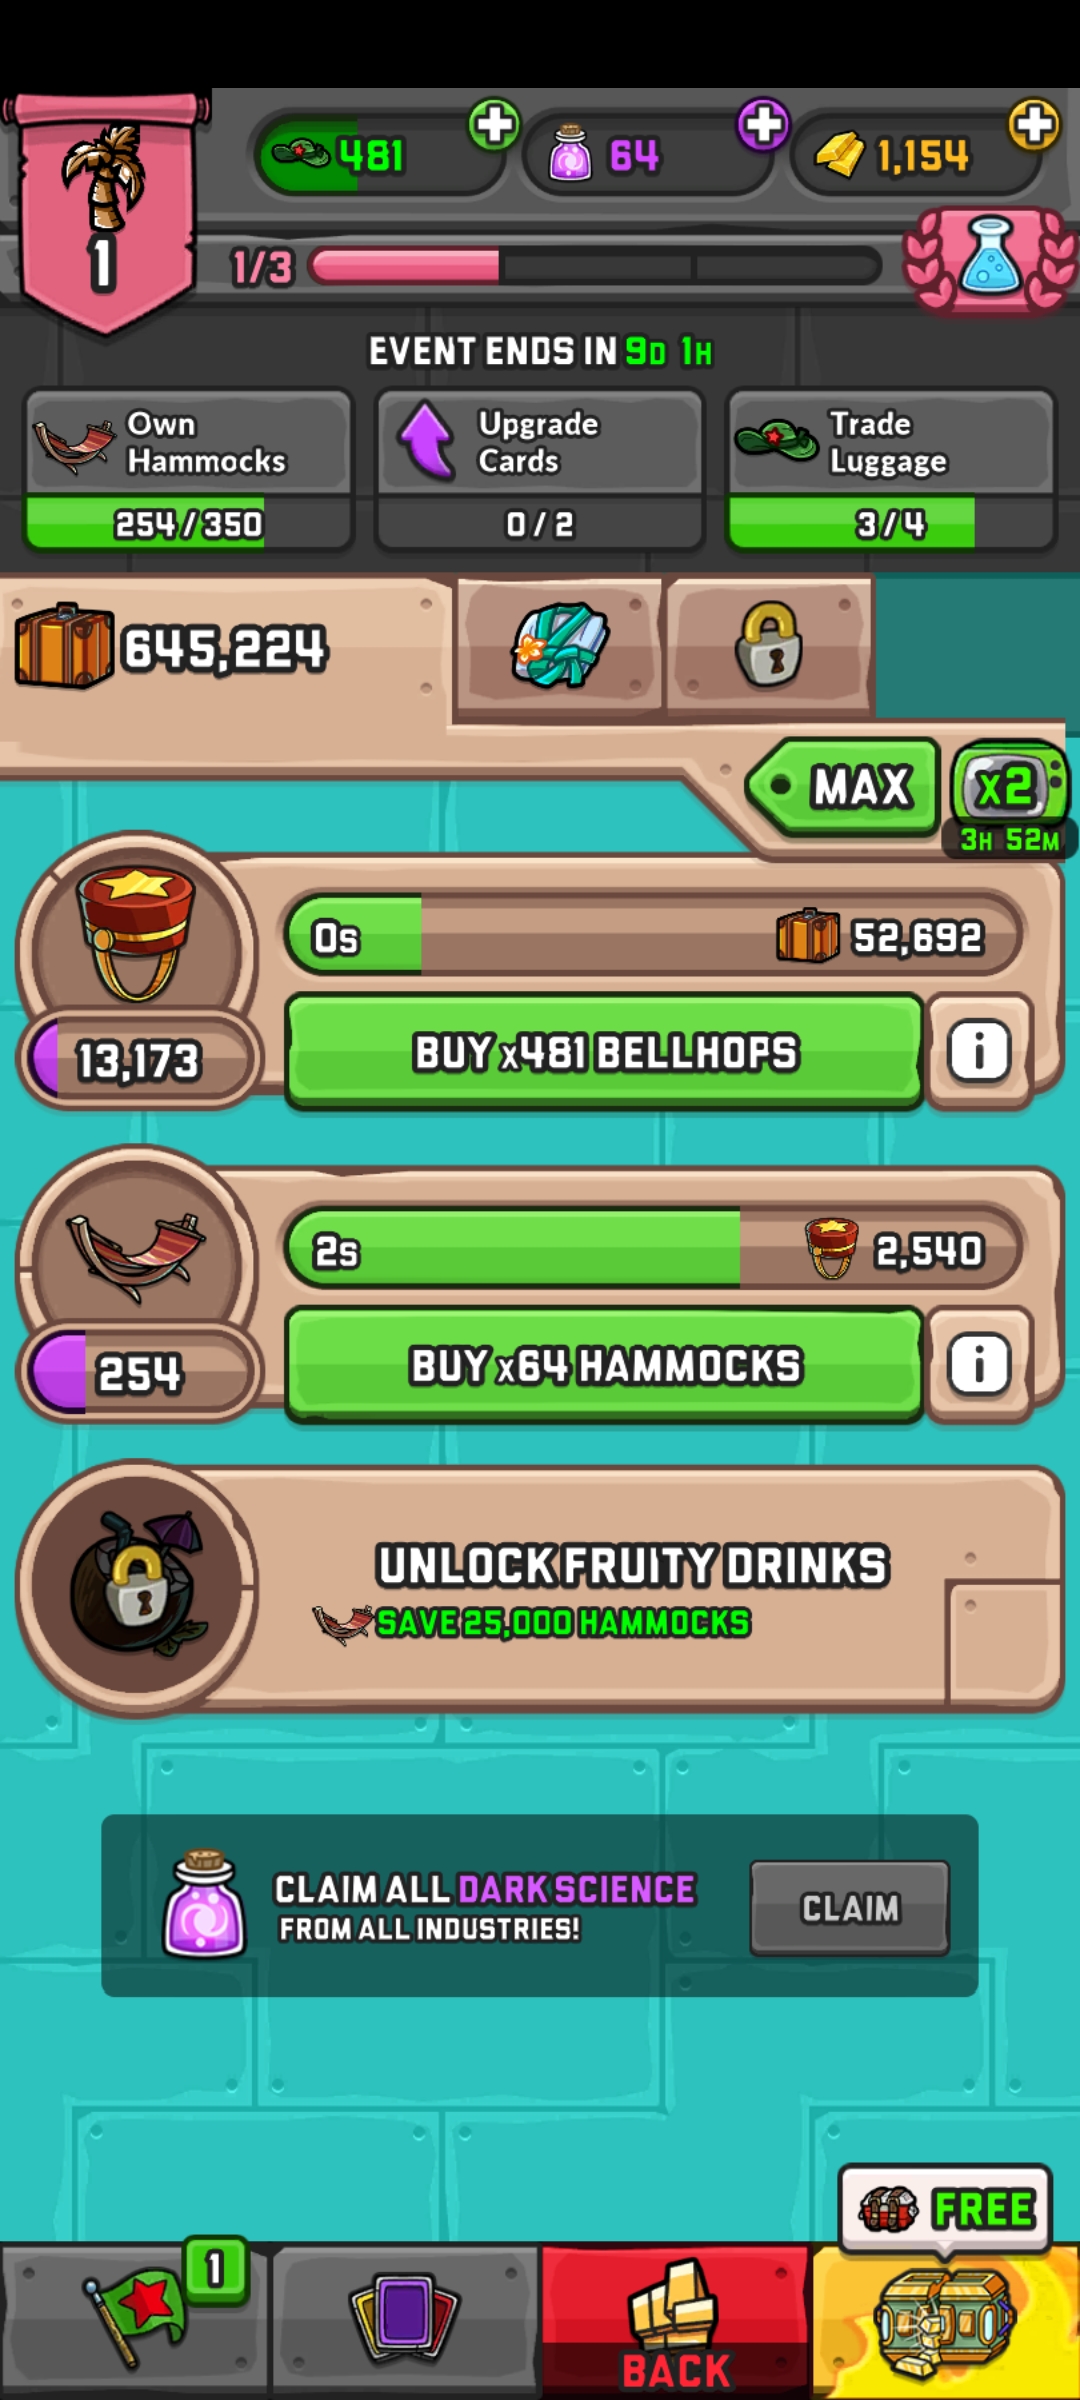 481
64
1,154
1
1/3
EVENT ENDS IN 9D 1H
Own
Hammocks
Upgrade
Cards
Trade
Luggage
254/350
0/2
3/4
645,224
MAX
x2
3H 52M
0s
52,692
13,173
BUY x481 BELLHOPS
i
2s
2,540
254
BUY x64 HAMMOCKS
i
UNLOCK FRUITY DRINKS
SAVE 25,000 HAMMOCKS
CLAIM ALL DARK SCIENCE
FROM ALL INDUSTRIES!
CLAIM
FREE
1
BACK